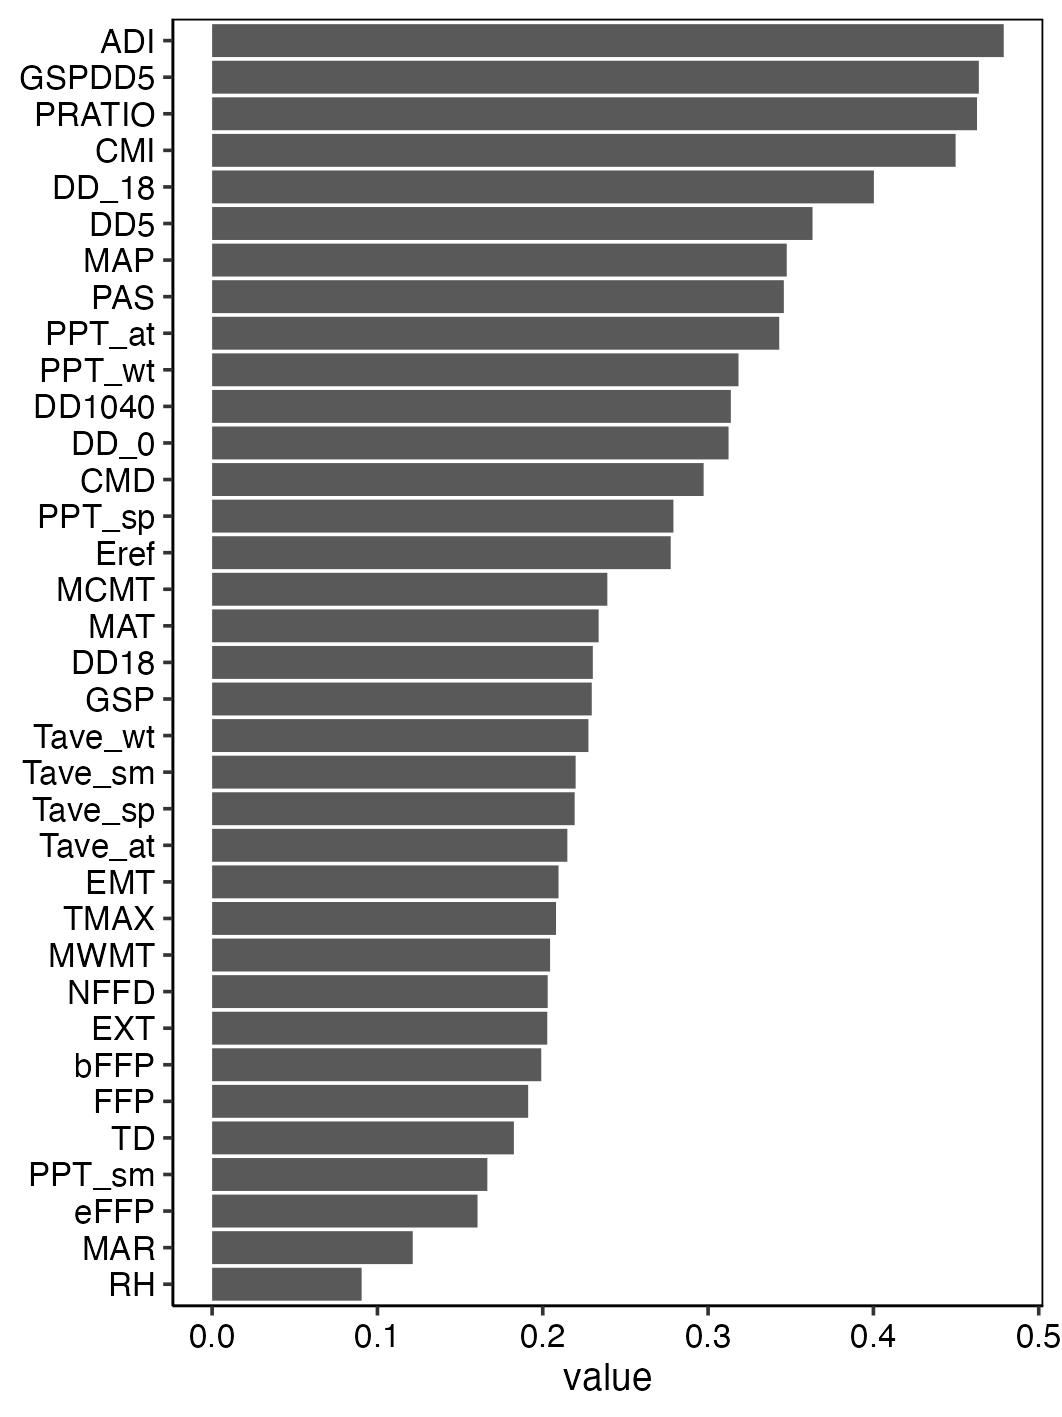 ADI
GSPDD5
PRATIO
CMI
DD_18
DD5
MAP
PAS
PPT_at
PPT_wt
DD1040
DD_0
CMD
PPT_sp
Eref
MCMT
MAT
DD18
GSP
Tave_wt
Tave_sm
Tave_sp
Tave_at
EMT
TMAX
MWMT
NFFD
EXT
bFFP
FFP
TD
PPT_sm
eFFP
MAR
RH
0.0 0.1 0.2 0.3 0.4 0.5
value